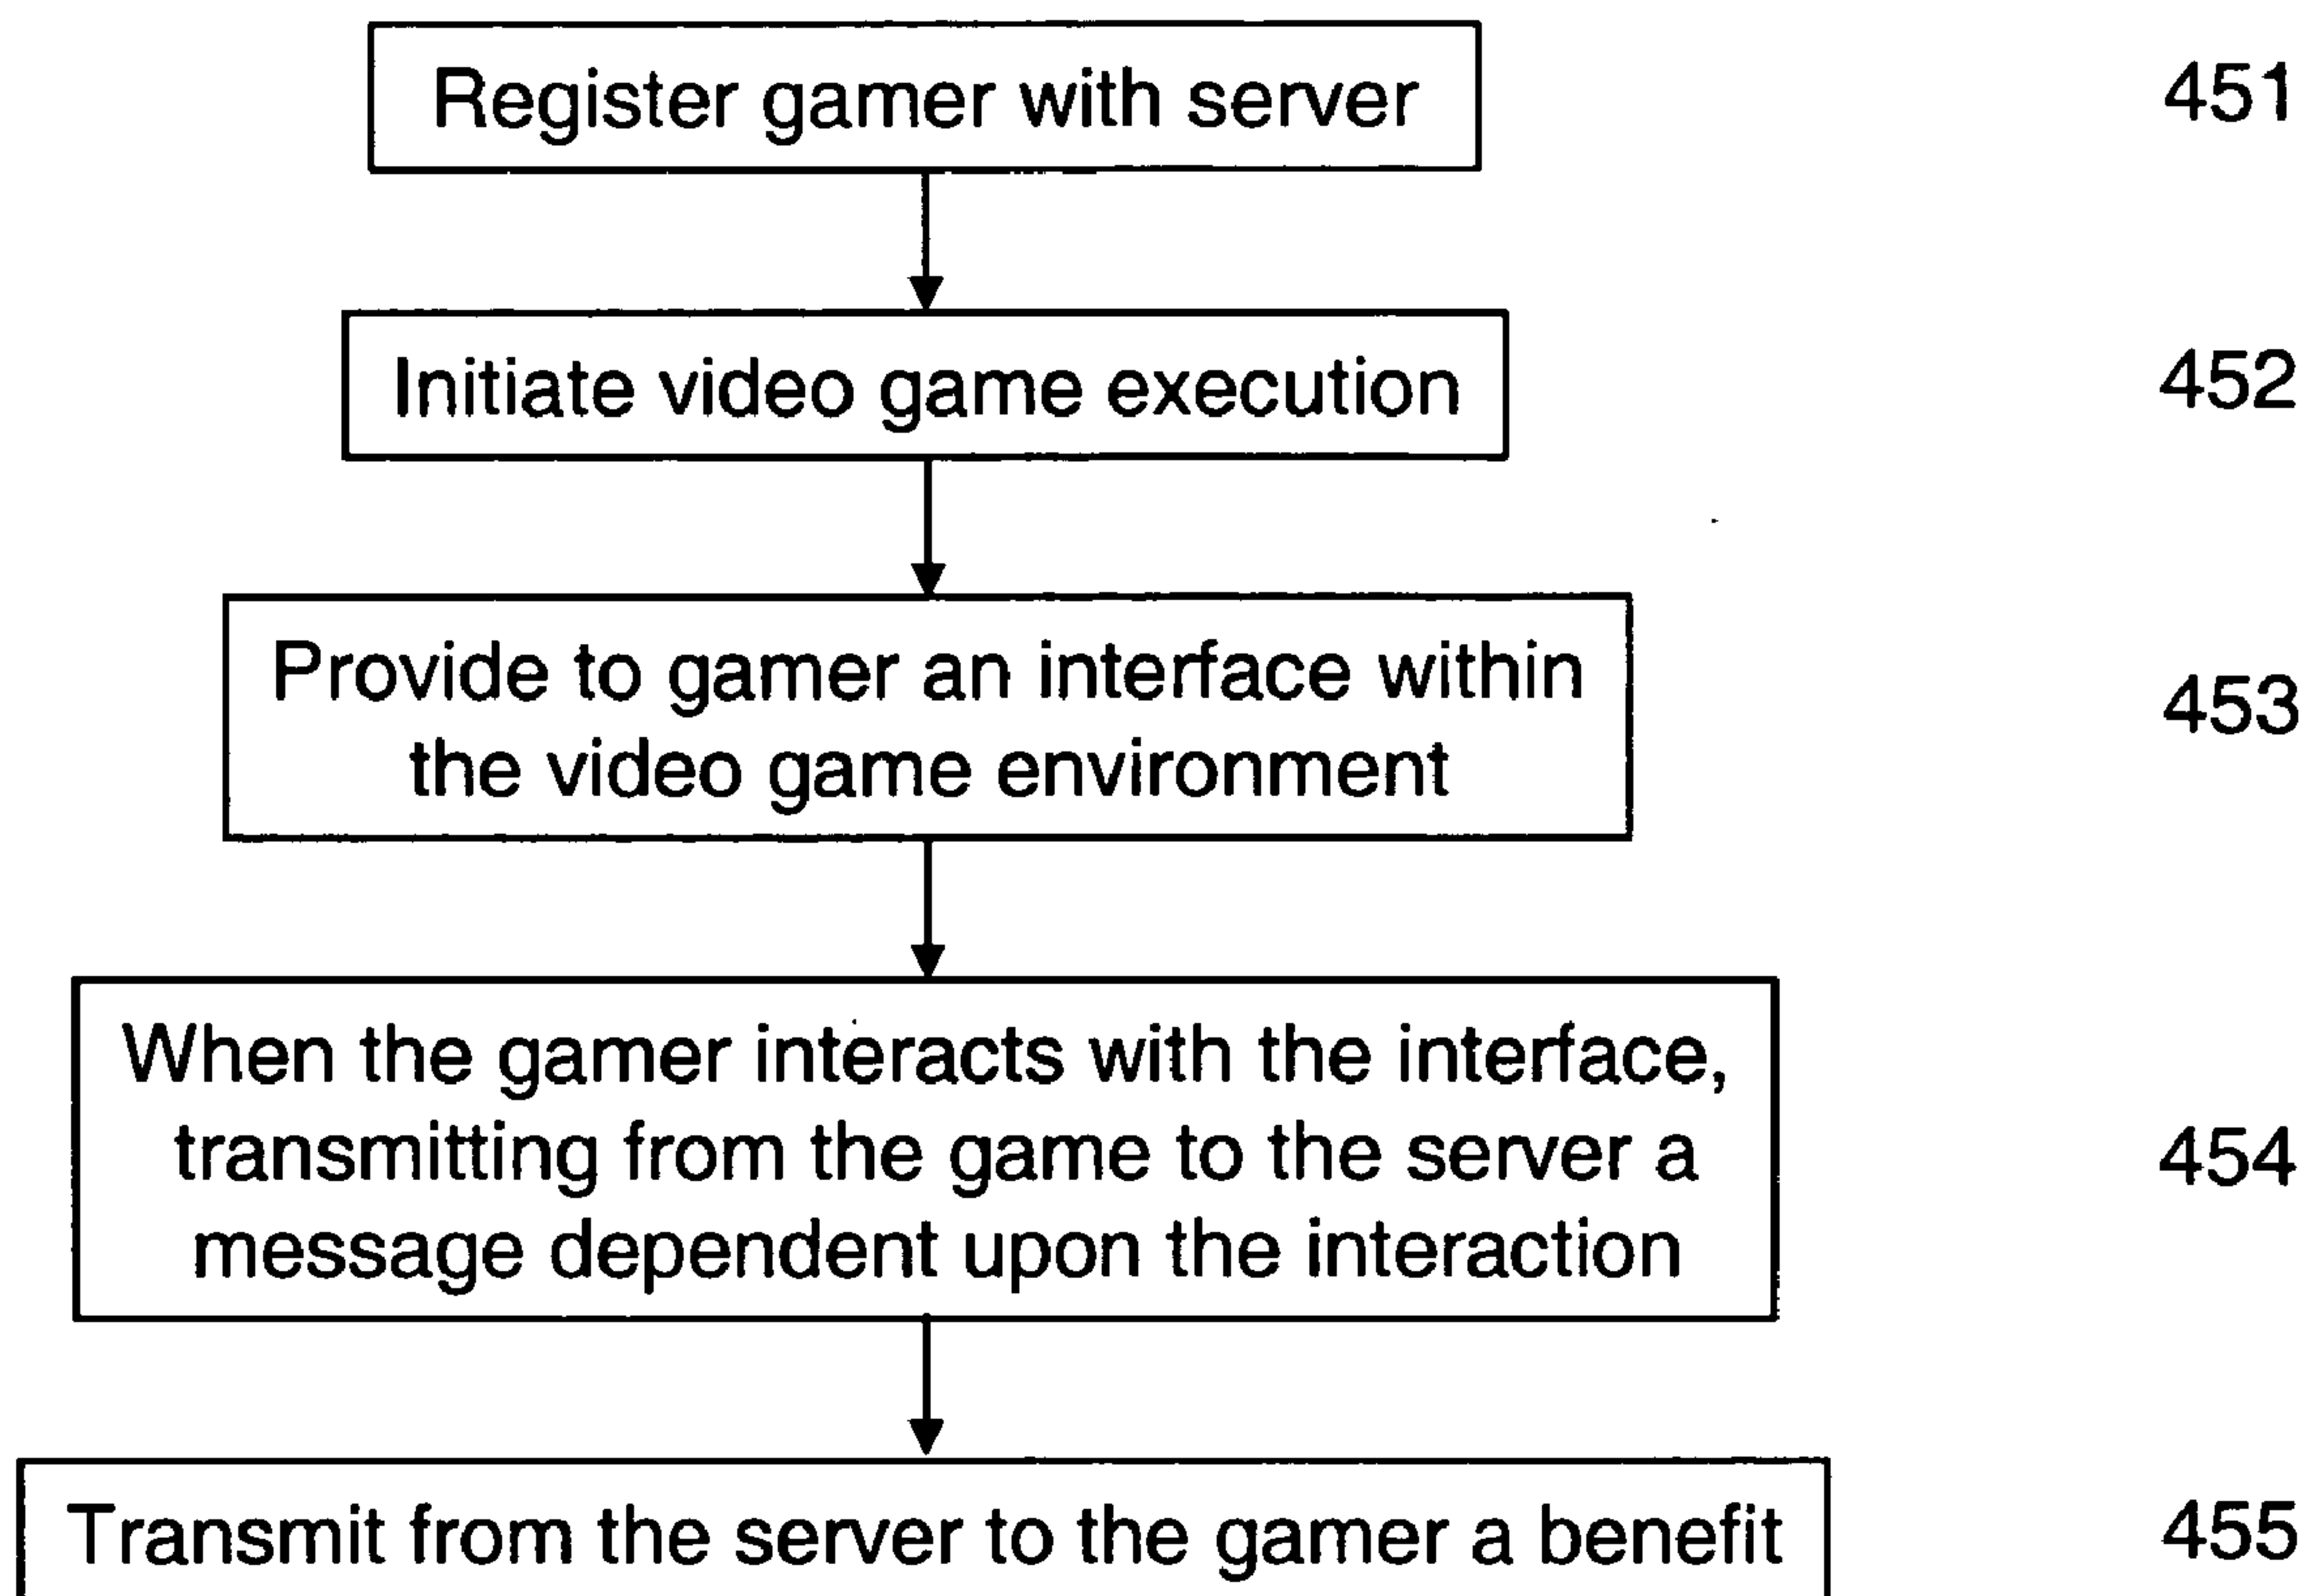 Register gamer with server
451
Initiate video game execution
452
Provide to gamer an interface within
the video game environment
453
When the gamer interacts with the interface,
transmitting from the game to the server a
message dependent upon the interaction
454
Transmit from the server to the gamer a benefit
455